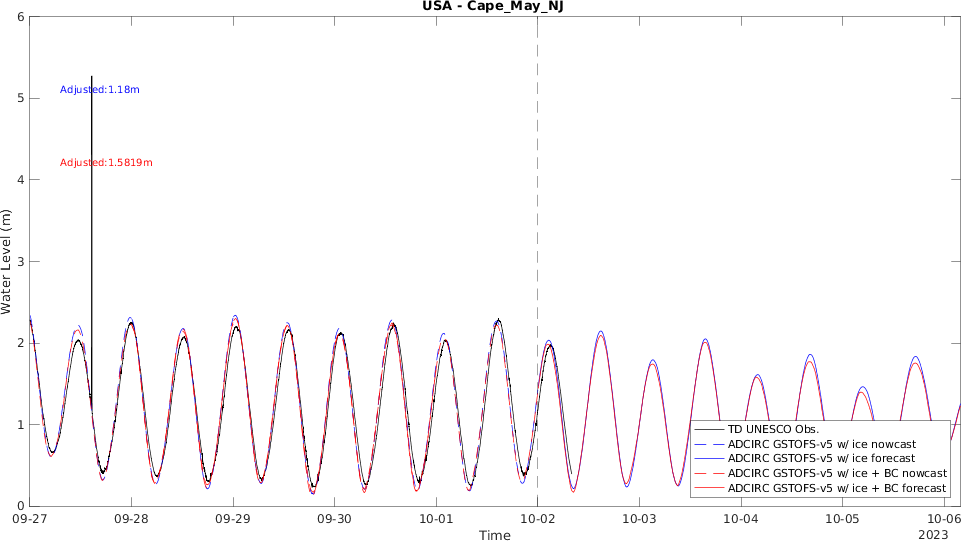 USA - Cape_May_NJ
6
5
4
3
2
1
0
Water Level (m)
Adjusted:1.18m
Adjusted:1.5819m
TD UNESCO Obs.
ADCIRC GSTOFS-v5 w/ ice nowcast
ADCIRC GSTOFS-v5 w/ ice forecast
ADCIRC GSTOFS-v5 w/ ice + BC nowcast
ADCIRC GSTOFS-v5 w/ ice + BC forecast
09-27 09-28 09-29 09-30 10-01 10-02 10-03 10-04 10-05 10-06
Time
2023